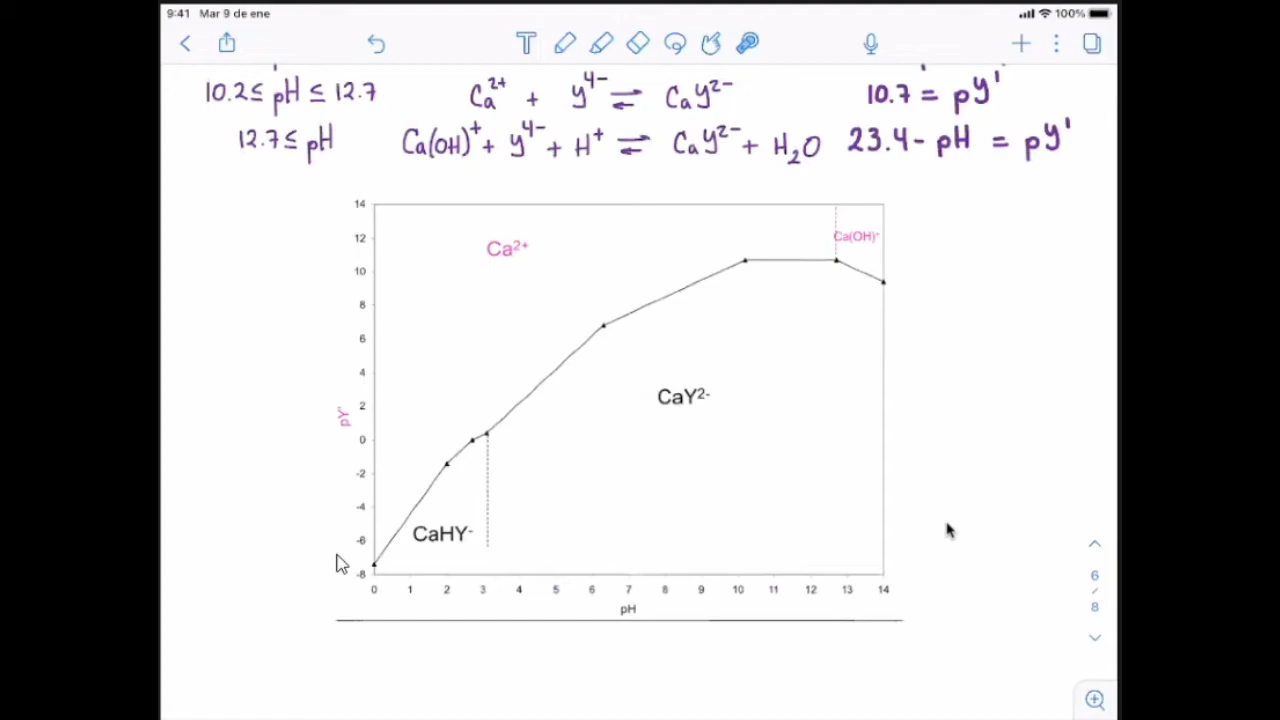 9:41 Mar 9 de ene 100%
10.2≤ pH ≤ 12.7 Ca²⁺ + y⁴⁻ ⇌ CaY²⁻ 10.7 = pY'
12.7≤ pH Ca(OH)⁺ + y⁴⁻ + H⁺ ⇌ CaY²⁻ + H₂O 23.4 - pH = pY'
14
12
10
8
6
4
2
0
-2
-4
-6
-8
pY'
Ca²⁺
Ca(OH)⁺
CaY²⁻
CaHY⁻
0 1 2 3 4 5 6 7 8 9 10 11 12 13 14
pH
6
/
8